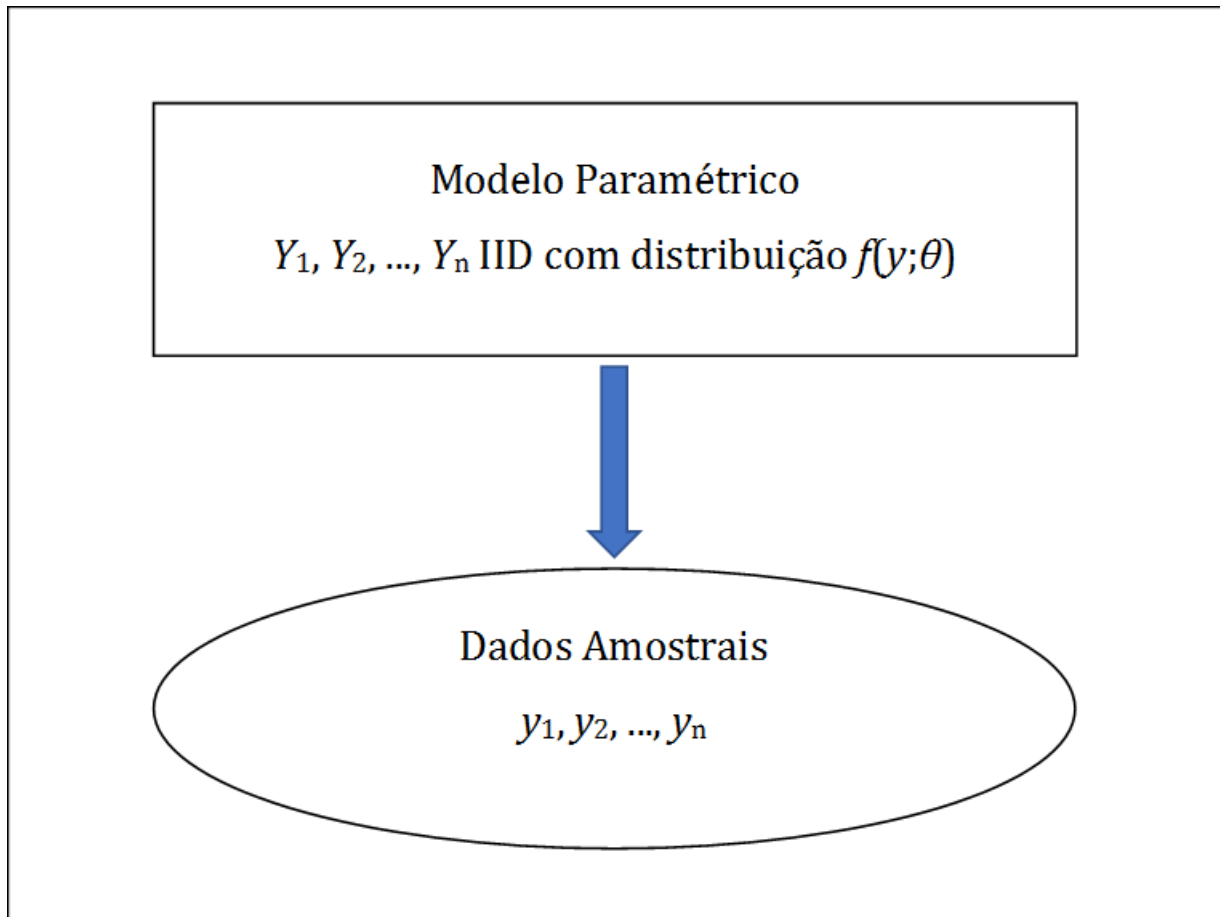 Modelo Paramétrico
Y₁, Y₂, ..., Yₙ IID com distribuição f(y;θ)
Dados Amostrais
y₁, y₂, ..., yₙ